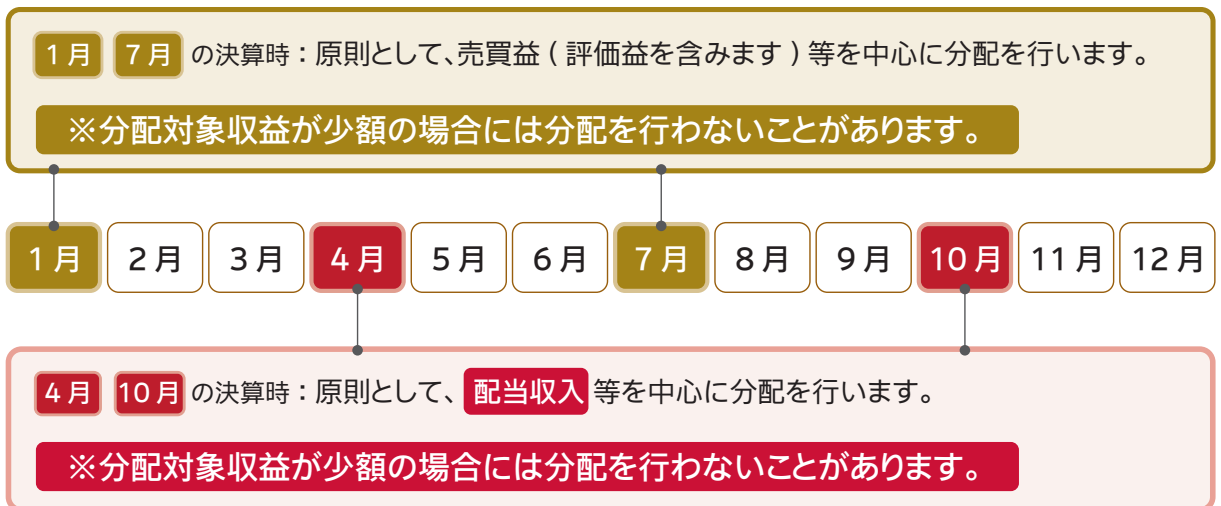 1月 7月 の決算時：原則として、売買益(評価益を含みます)等を中心に分配を行います。
※分配対象収益が少額の場合には分配を行わないことがあります。
1月 2月 3月 4月 5月 6月 7月 8月 9月 10月 11月 12月
4月 10月 の決算時：原則として、配当収入等を中心に分配を行います。
※分配対象収益が少額の場合には分配を行わないことがあります。